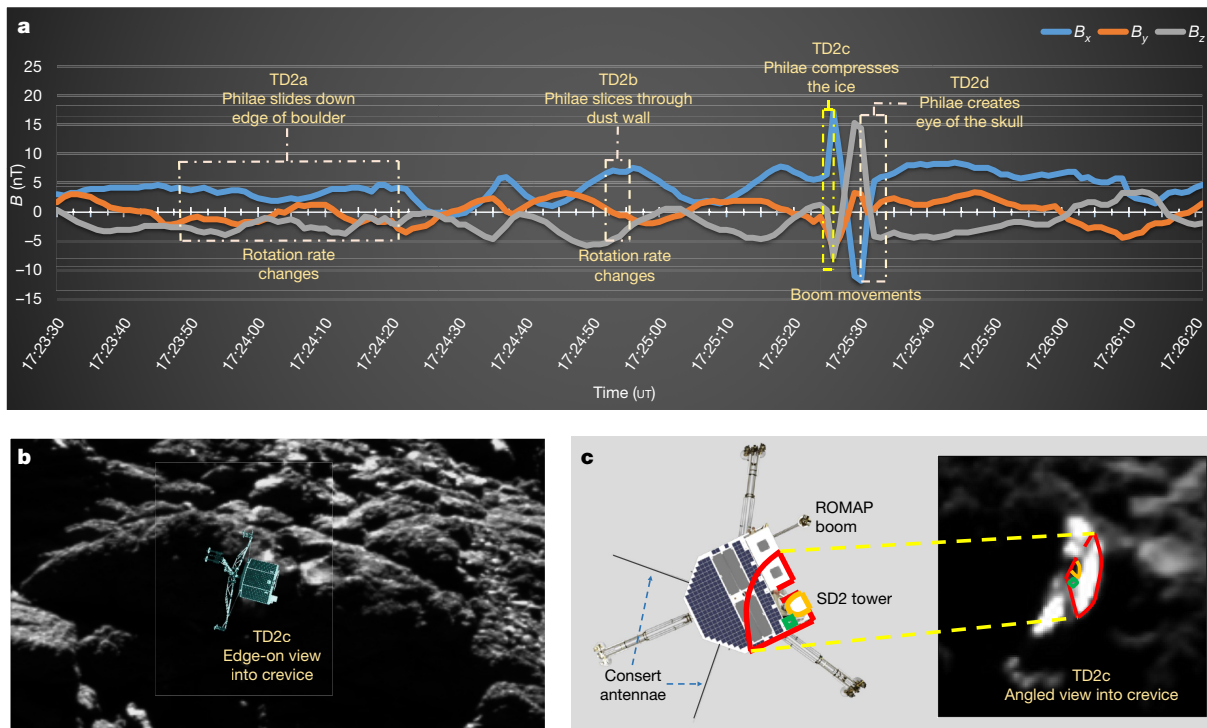 a
B_x B_y B_z
TD2c
Philae compresses
the ice
TD2a
Philae slides down
edge of boulder
TD2b
Philae slices through
dust wall
TD2d
Philae creates
eye of the skull
25
20
15
10
5
0
−5
−10
−15
B (nT)
Rotation rate
changes
Rotation rate
changes
Boom movements
17:23:30
17:23:40
17:23:50
17:24:00
17:24:10
17:24:20
17:24:30
17:24:40
17:24:50
17:25:00
17:25:10
17:25:20
17:25:30
17:25:40
17:25:50
17:26:00
17:26:10
17:26:20
Time (UT)
b
TD2c
Edge-on view
into crevice
c
ROMAP
boom
SD2 tower
Consert
antennae
TD2c
Angled view into crevice